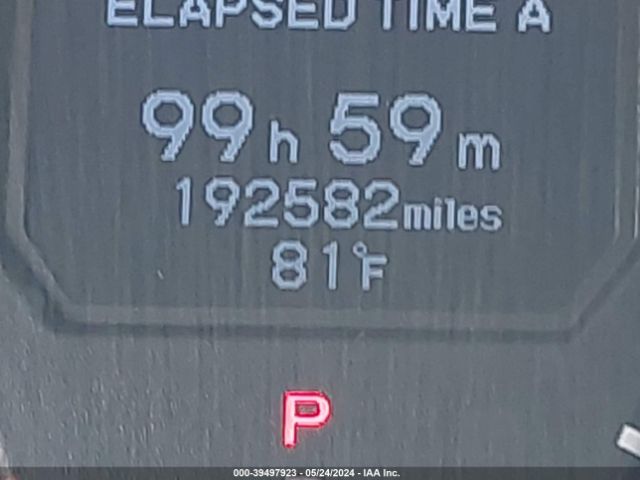 ELAPSED TIME A
99h 59m
192582miles
81°F
P
000-39497923 - 05/24/2024 - IAA Inc.